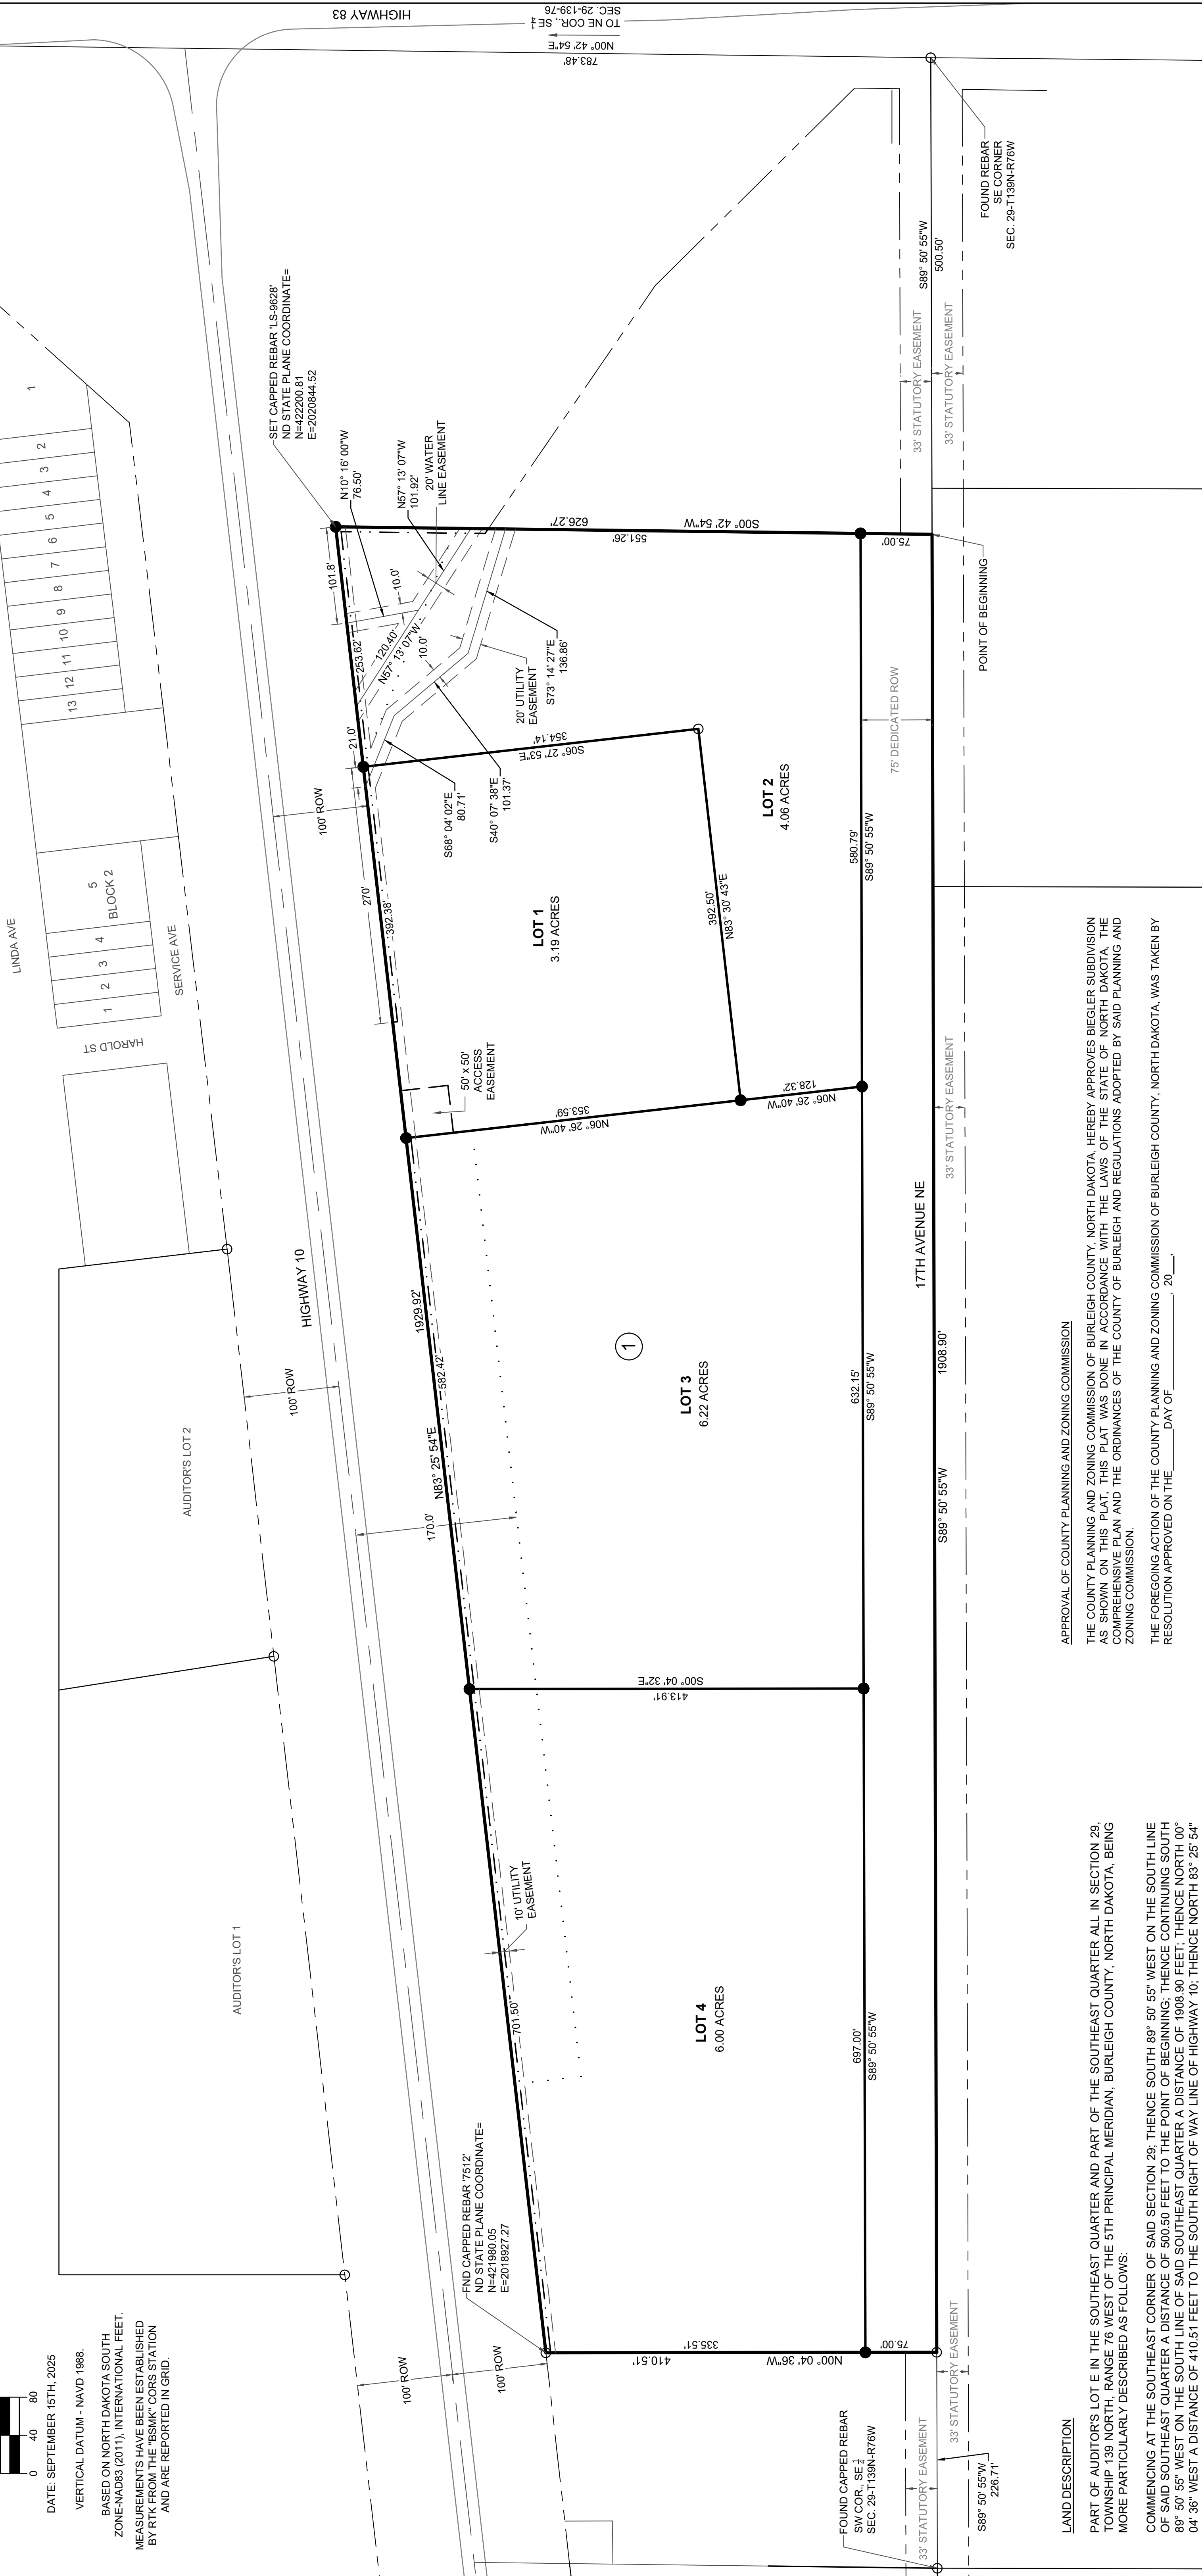 0 40 80
DATE: SEPTEMBER 15TH, 2025
VERTICAL DATUM - NAVD 1988.
BASED ON NORTH DAKOTA SOUTH
ZONE-NAD83 (2011), INTERNATIONAL FEET.
MEASUREMENTS HAVE BEEN ESTABLISHED
BY RTK FROM THE "BSMK" CORS STATION
AND ARE REPORTED IN GRID.
AUDITOR'S LOT 1
AUDITOR'S LOT 2
LINDA AVE
HAROLD ST
SERVICE AVE
1
2
3
4
5
BLOCK 2
13
12
11
10
9
8
7
6
5
4
3
2
1
HIGHWAY 83
783.48'
N00° 42' 54"E
TO NE COR., SE 1/4
SEC. 29-139-76
HIGHWAY 10
100' ROW
100' ROW
100' ROW
100' ROW
FND CAPPED REBAR '7512'
ND STATE PLANE COORDINATE=
N=421980.05
E=2018927.27
SET CAPPED REBAR 'LS-9628'
ND STATE PLANE COORDINATE=
N=422200.81
E=2020844.52
N10° 16' 00"W
76.50'
N57° 13' 07"W
101.92'
20' WATER
LINE EASEMENT
101.8'
10.0'
253.62'
120.40'
N57° 13' 07"W
10.0'
21.0'
20' UTILITY
EASEMENT
S73° 14' 27"E
136.86'
S68° 04' 02"E
80.71'
S40° 07' 38"E
101.37'
270'
392.38'
50' x 50'
ACCESS
EASEMENT
1929.92'
N83° 25' 54"E
582.42'
170.0'
10' UTILITY
EASEMENT
701.50'
LOT 1
3.19 ACRES
LOT 2
4.06 ACRES
1
LOT 3
6.22 ACRES
LOT 4
6.00 ACRES
354.14'
S06° 27' 53"E
392.50'
N83° 30' 43"E
353.59'
N06° 26' 40"W
128.32'
N06° 26' 40"W
S00° 04' 32"E
413.91'
335.51'
410.51'
N00° 04' 36"W
75.00'
626.27'
S00° 42' 54"W
551.26'
75.00'
697.00'
S89° 50' 55"W
632.15'
S89° 50' 55"W
580.79'
S89° 50' 55"W
75' DEDICATED ROW
17TH AVENUE NE
1908.90'
S89° 50' 55"W
POINT OF BEGINNING
S89° 50' 55"W
500.50'
33' STATUTORY EASEMENT
33' STATUTORY EASEMENT
33' STATUTORY EASEMENT
33' STATUTORY EASEMENT
33' STATUTORY EASEMENT
S89° 50' 55"W
226.71'
FOUND CAPPED REBAR
SW COR., SE 1/4
SEC. 29-T139N-R76W
FOUND REBAR
SE CORNER
SEC. 29-T139N-R76W
LAND DESCRIPTION
PART OF AUDITOR'S LOT E IN THE SOUTHEAST QUARTER AND PART OF THE SOUTHEAST QUARTER ALL IN SECTION 29,
TOWNSHIP 139 NORTH, RANGE 76 WEST OF THE 5TH PRINCIPAL MERIDIAN, BURLEIGH COUNTY, NORTH DAKOTA, BEING
MORE PARTICULARLY DESCRIBED AS FOLLOWS:
COMMENCING AT THE SOUTHEAST CORNER OF SAID SECTION 29; THENCE SOUTH 89° 50' 55" WEST ON THE SOUTH LINE
OF SAID SOUTHEAST QUARTER A DISTANCE OF 500.50 FEET TO THE POINT OF BEGINNING; THENCE CONTINUING SOUTH
89° 50' 55" WEST ON THE SOUTH LINE OF SAID SOUTHEAST QUARTER A DISTANCE OF 1908.90 FEET; THENCE NORTH 00°
04' 36" WEST A DISTANCE OF 410.51 FEET TO THE SOUTH RIGHT OF WAY LINE OF HIGHWAY 10; THENCE NORTH 83° 25' 54"
APPROVAL OF COUNTY PLANNING AND ZONING COMMISSION
THE COUNTY PLANNING AND ZONING COMMISSION OF BURLEIGH COUNTY, NORTH DAKOTA, HEREBY APPROVES BIEGLER SUBDIVISION
AS SHOWN ON THIS PLAT, THIS PLAT WAS DONE IN ACCORDANCE WITH THE LAWS OF THE STATE OF NORTH DAKOTA, THE
COMPREHENSIVE PLAN AND THE ORDINANCES OF THE COUNTY OF BURLEIGH AND REGULATIONS ADOPTED BY SAID PLANNING AND
ZONING COMMISSION.
THE FOREGOING ACTION OF THE COUNTY PLANNING AND ZONING COMMISSION OF BURLEIGH COUNTY, NORTH DAKOTA, WAS TAKEN BY
RESOLUTION APPROVED ON THE ______ DAY OF ____________, 20___.